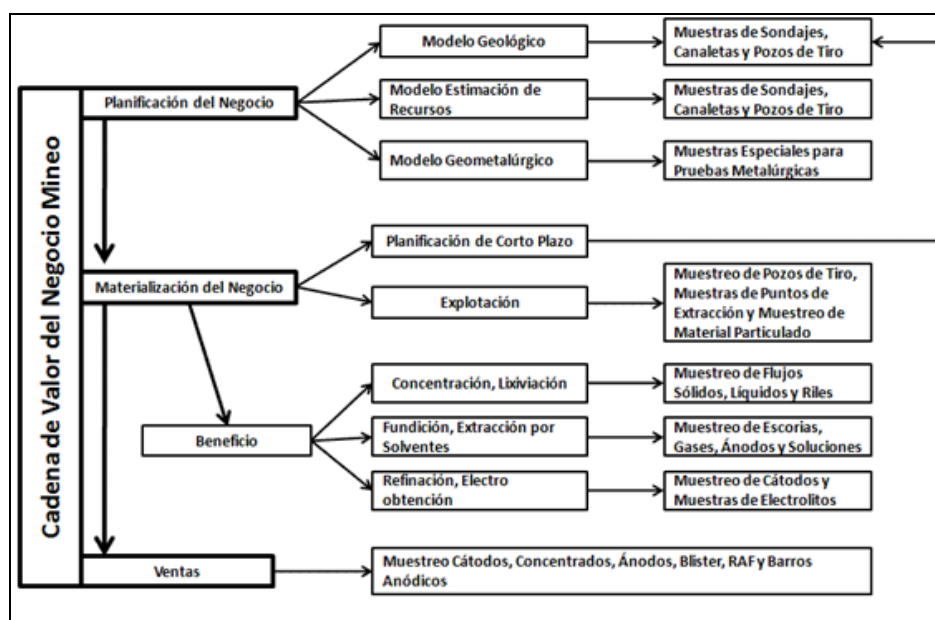 Cadena de Valor del Negocio Mineo
Planificación del Negocio
Modelo Geológico
Muestras de Sondajes,
Canaletas y Pozos de Tiro
Modelo Estimación de
Recursos
Muestras de Sondajes,
Canaletas y Pozos de Tiro
Modelo Geometalúrgico
Muestras Especiales para
Pruebas Metalúrgicas
Materialización del Negocio
Planificación de Corto Plazo
Explotación
Muestreo de Pozos de Tiro,
Muestras de Puntos de
Extracción y Muestreo de
Material Particulado
Beneficio
Concentración, Lixiviación
Muestreo de Flujos
Sólidos, Líquidos y Riles
Fundición, Extracción por
Solventes
Muestreo de Escorias,
Gases, Ánodos y Soluciones
Refinación, Electro
obtención
Muestreo de Cátodos y
Muestras de Electrolitos
Ventas
Muestreo Cátodos, Concentrados, Ánodos, Blister, RAF y Barros
Anódicos